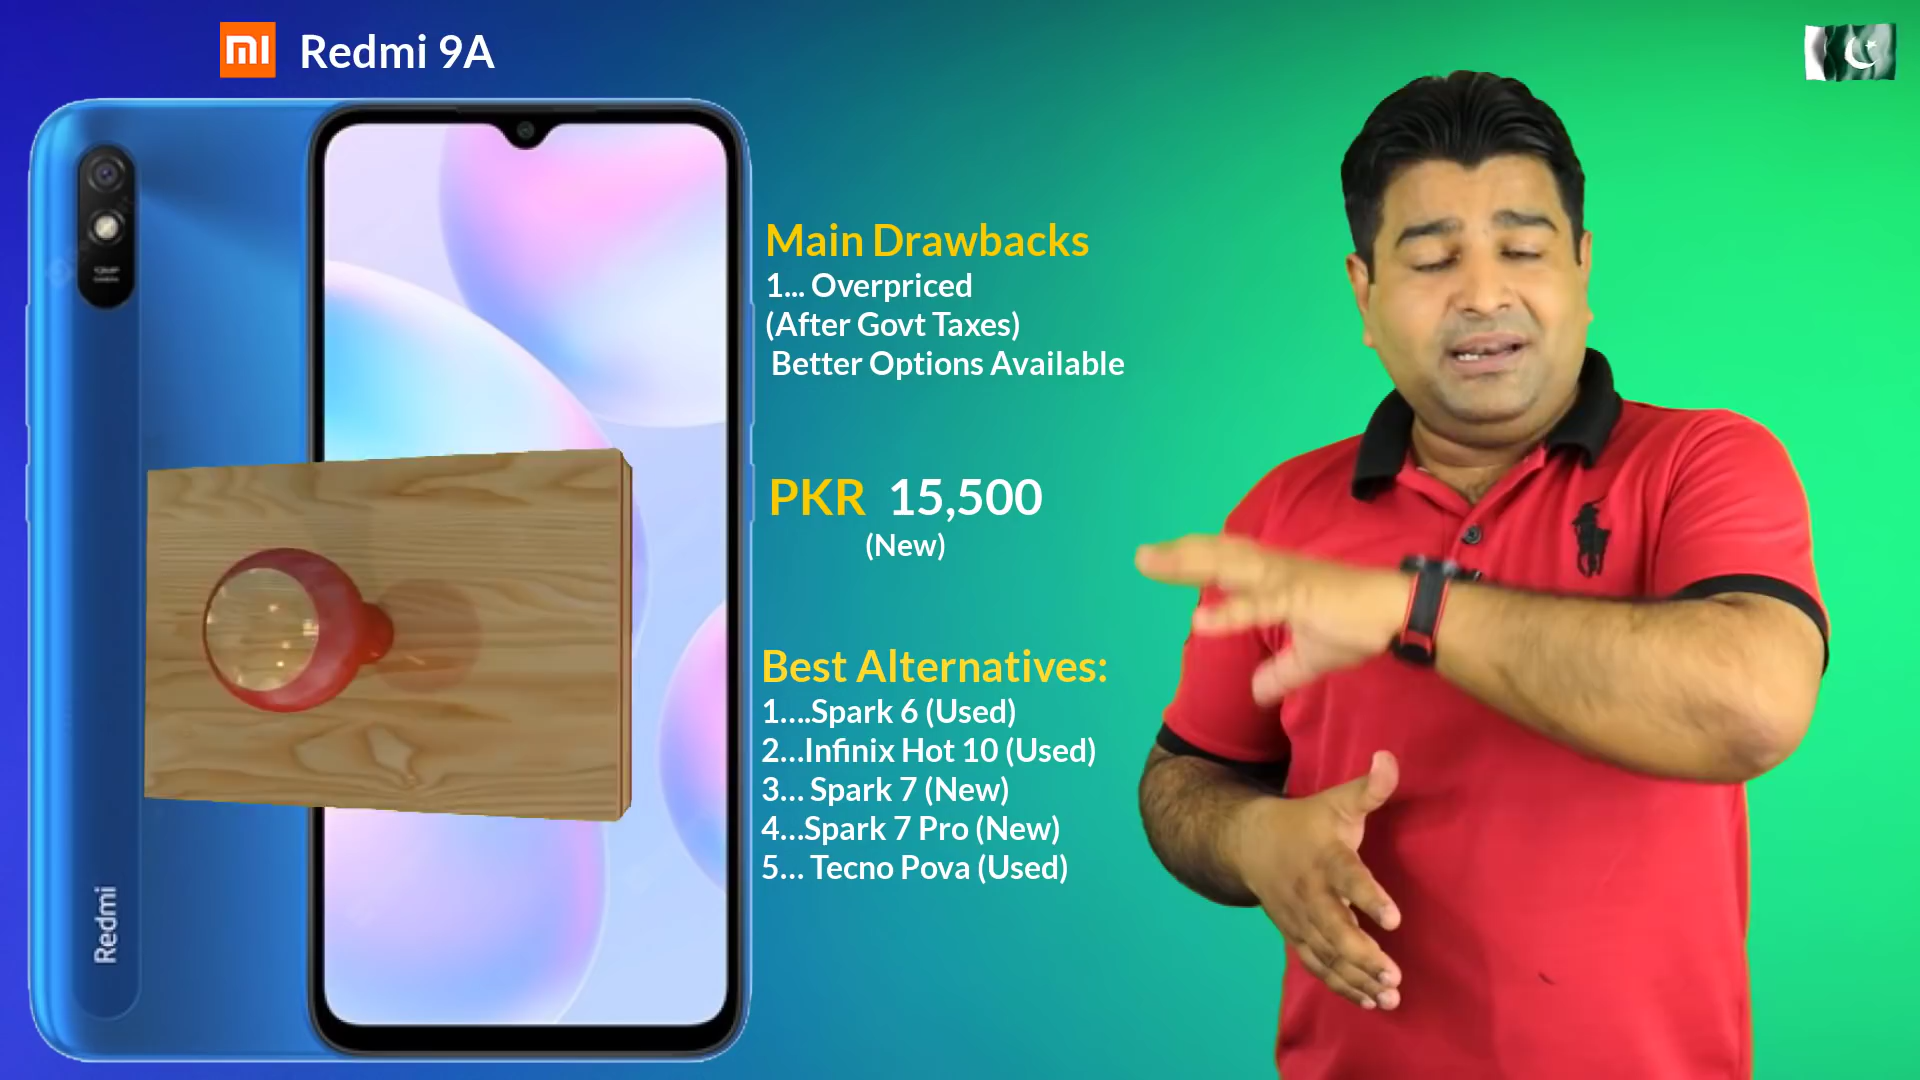 mi Redmi 9A
Main Drawbacks
1... Overpriced
(After Govt Taxes)
Better Options Available
PKR 15,500
(New)
Best Alternatives:
1....Spark 6 (Used)
2...Infinix Hot 10 (Used)
3... Spark 7 (New)
4...Spark 7 Pro (New)
5... Tecno Pova (Used)
Redmi